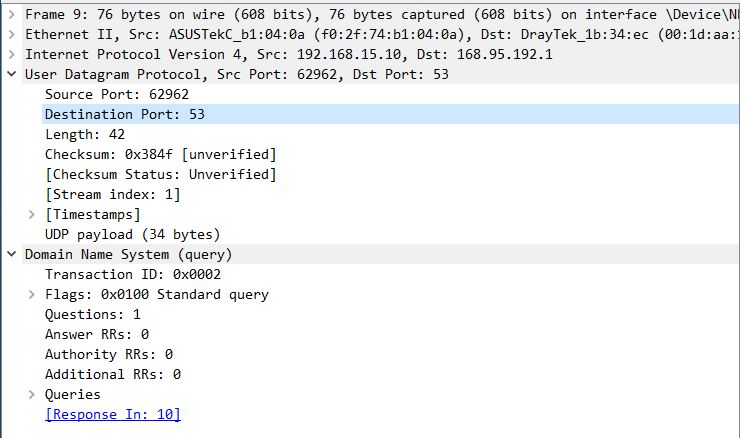 Frame 9: 76 bytes on wire (608 bits), 76 bytes captured (608 bits) on interface \Device\
Ethernet II, Src: ASUSTekC_b1:04:0a (f0:2f:74:b1:04:0a), Dst: DrayTek_1b:34:ec (00:1d:aa:
Internet Protocol Version 4, Src: 192.168.15.10, Dst: 168.95.192.1
User Datagram Protocol, Src Port: 62962, Dst Port: 53
Source Port: 62962
Destination Port: 53
Length: 42
Checksum: 0x384f [unverified]
[Checksum Status: Unverified]
[Stream index: 1]
[Timestamps]
UDP payload (34 bytes)
Domain Name System (query)
Transaction ID: 0x0002
Flags: 0x0100 Standard query
Questions: 1
Answer RRs: 0
Authority RRs: 0
Additional RRs: 0
Queries
[Response In: 10]